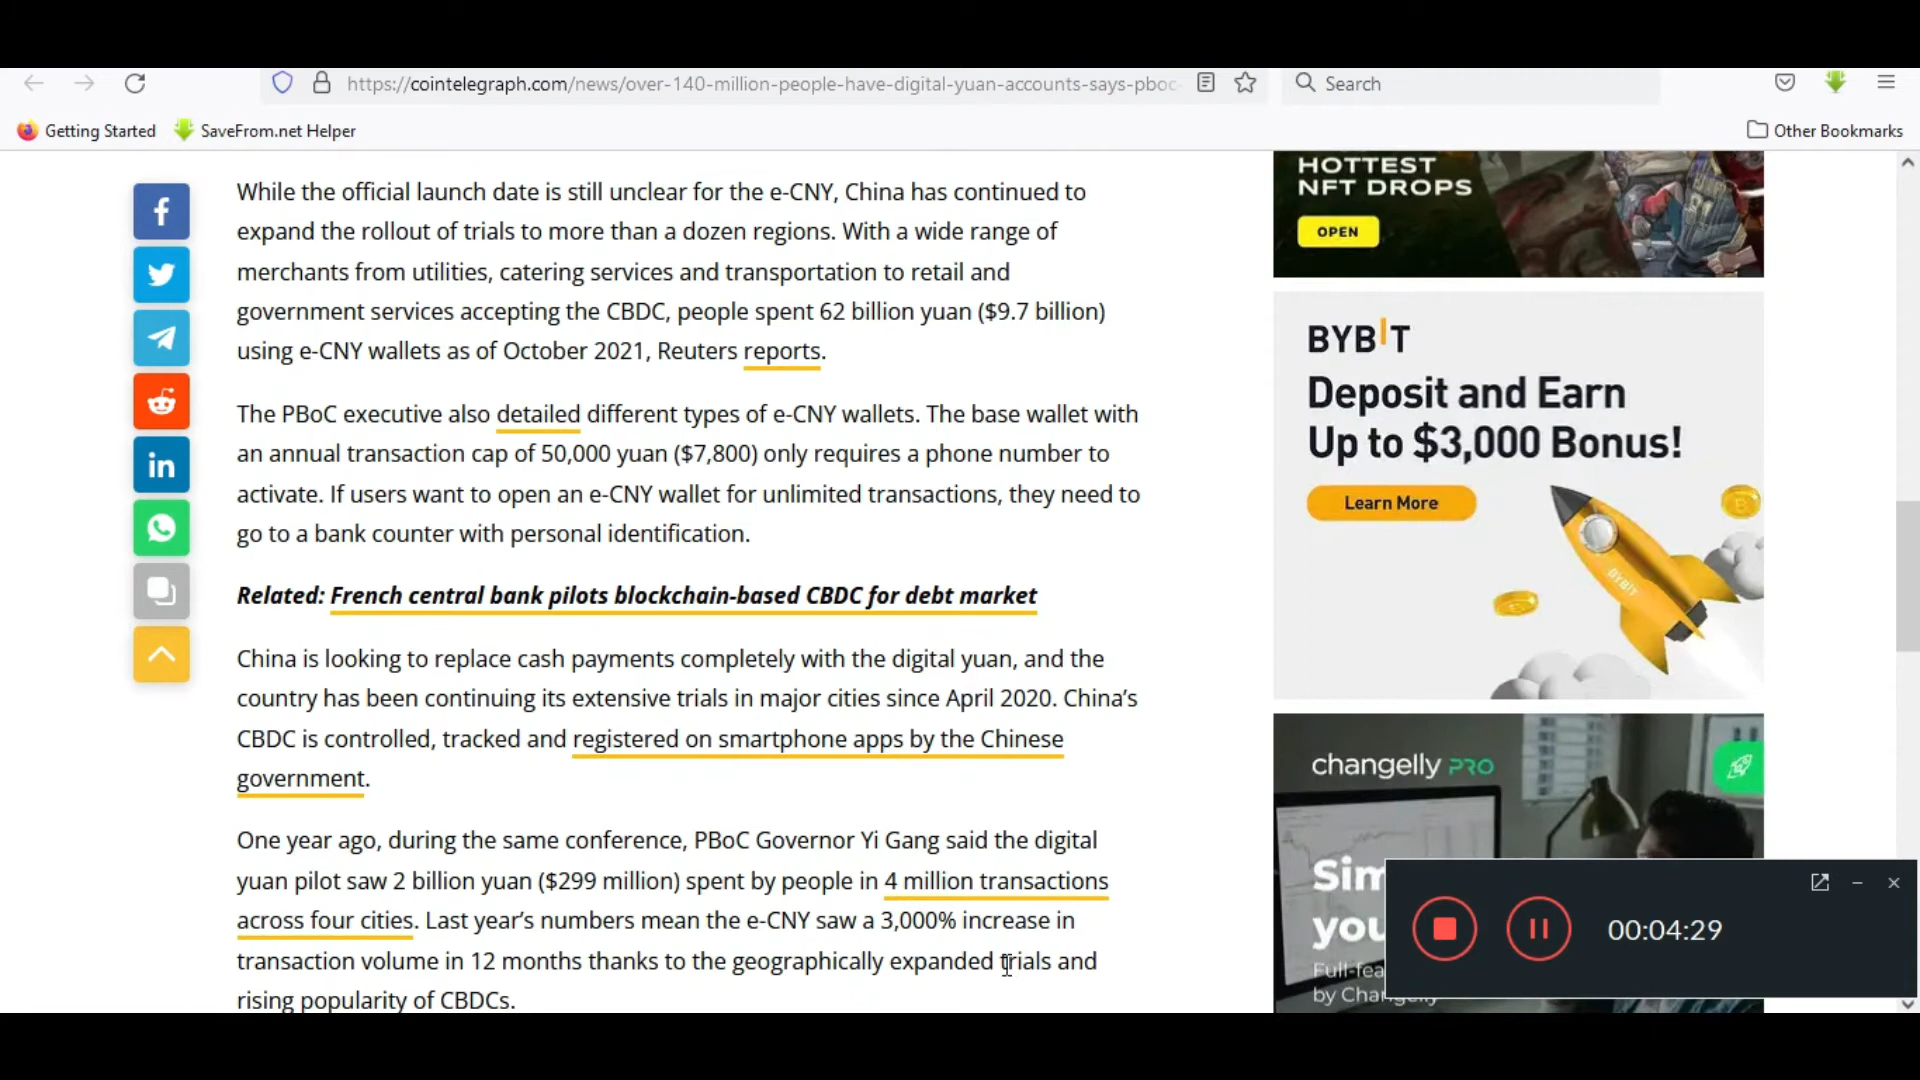 https://cointelegraph.com/news/over-140-million-people-have-digital-yuan-accounts-says-pboc-
Search
Getting Started
SaveFrom.net Helper
Other Bookmarks
While the official launch date is still unclear for the e-CNY, China has continued to
expand the rollout of trials to more than a dozen regions. With a wide range of
merchants from utilities, catering services and transportation to retail and
government services accepting the CBDC, people spent 62 billion yuan ($9.7 billion)
using e-CNY wallets as of October 2021, Reuters reports.
The PBoC executive also detailed different types of e-CNY wallets. The base wallet with
an annual transaction cap of 50,000 yuan ($7,800) only requires a phone number to
activate. If users want to open an e-CNY wallet for unlimited transactions, they need to
go to a bank counter with personal identification.
Related: French central bank pilots blockchain-based CBDC for debt market
China is looking to replace cash payments completely with the digital yuan, and the
country has been continuing its extensive trials in major cities since April 2020. China’s
CBDC is controlled, tracked and registered on smartphone apps by the Chinese
government.
One year ago, during the same conference, PBoC Governor Yi Gang said the digital
yuan pilot saw 2 billion yuan ($299 million) spent by people in 4 million transactions
across four cities. Last year’s numbers mean the e-CNY saw a 3,000% increase in
transaction volume in 12 months thanks to the geographically expanded trials and
rising popularity of CBDCs.
HOTTEST
NFT DROPS
OPEN
BYBIT
Deposit and Earn
Up to $3,000 Bonus!
Learn More
BYBIT
changelly PRO
Sim
you
Full-fea
by Changelly
00:04:29